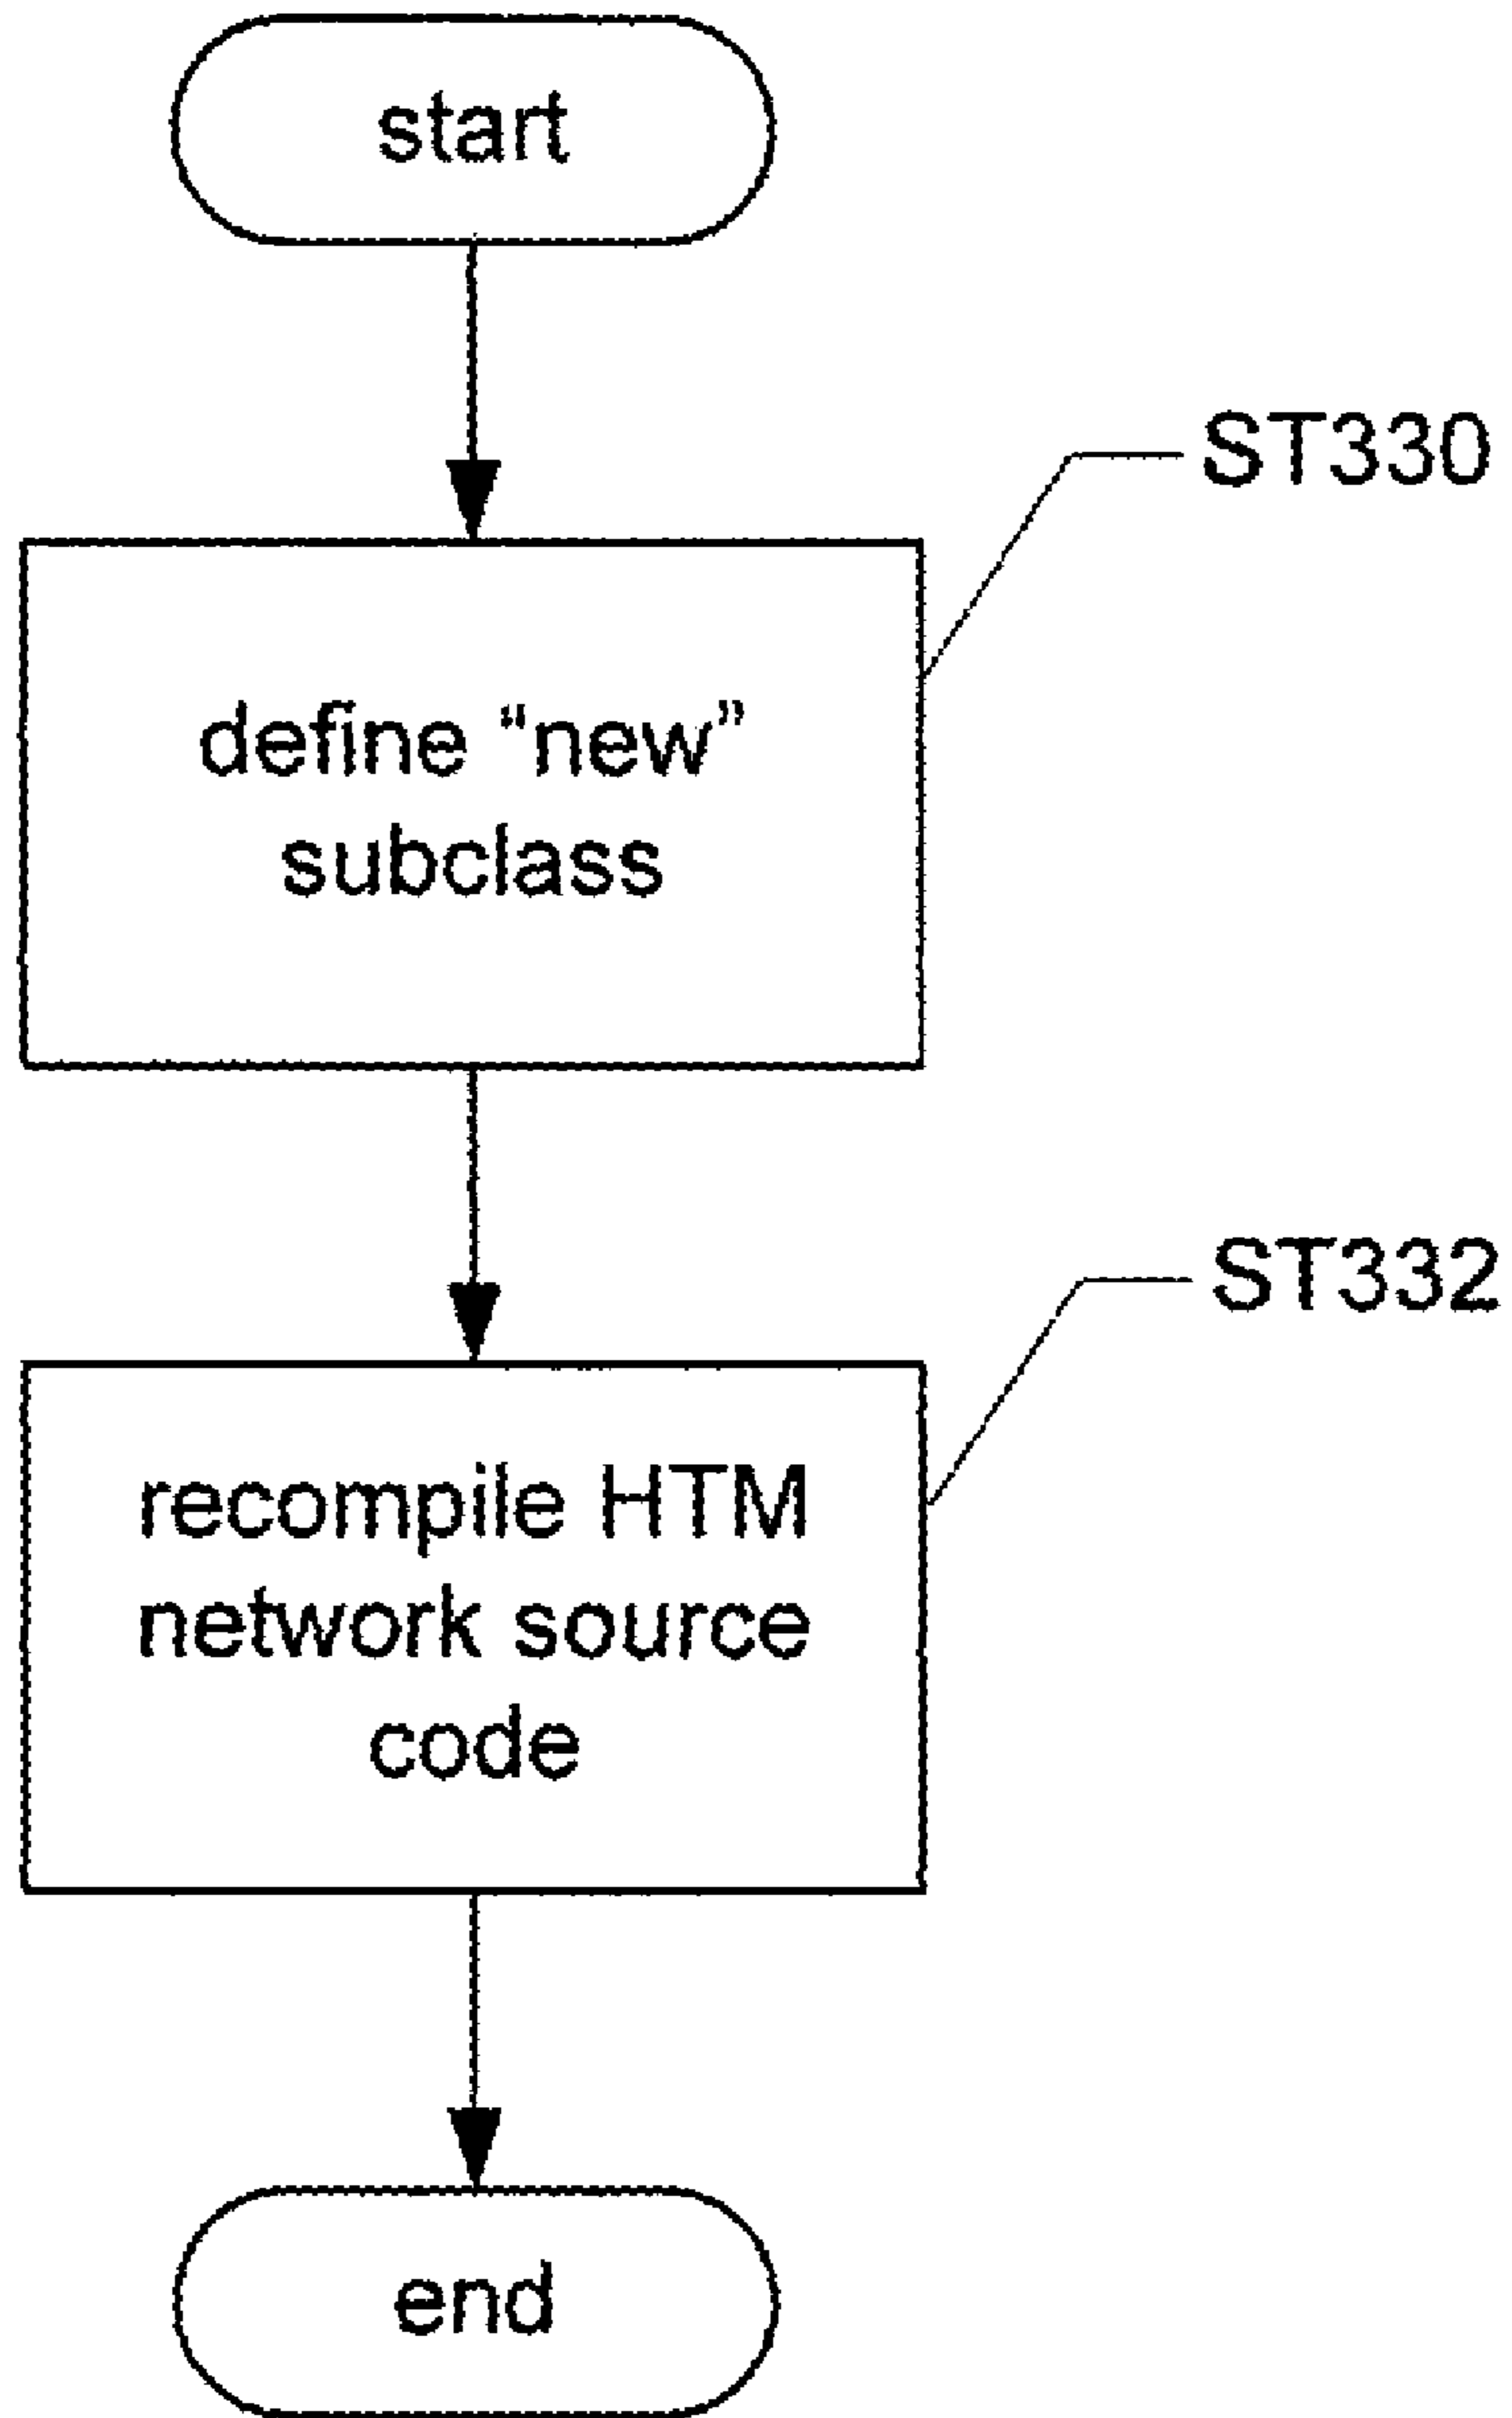 start
ST330
define “new”
subclass
ST332
recompile HTM
network source
code
end